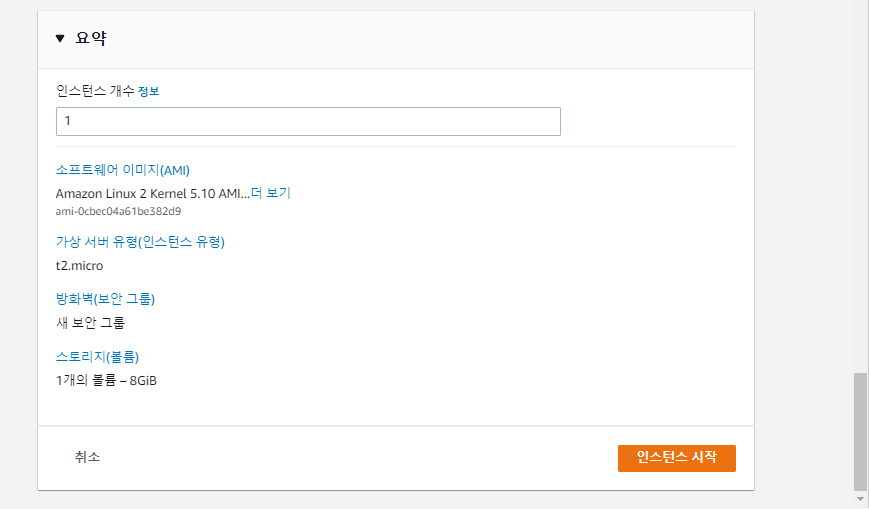 요약
인스턴스 개수 정보
1
소프트웨어 이미지(AMI)
Amazon Linux 2 Kernel 5.10 AMI...더 보기
ami-0cbec04a61be382d9
가상 서버 유형(인스턴스 유형)
t2.micro
방화벽(보안 그룹)
새 보안 그룹
스토리지(볼륨)
1개의 볼륨 – 8GiB
취소
인스턴스 시작